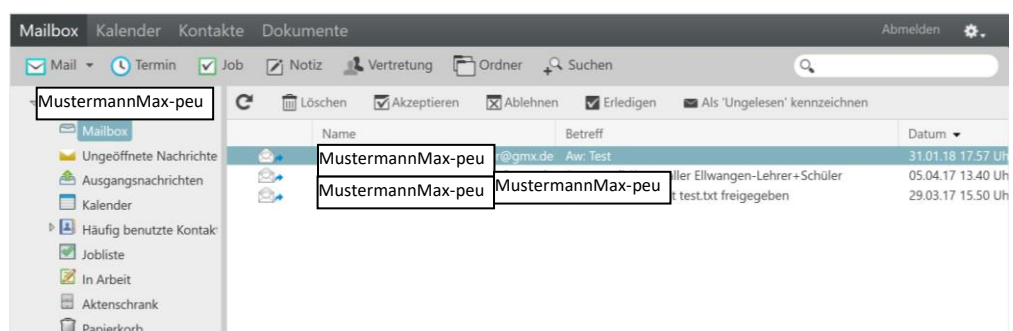 Mailbox Kalender Kontakte Dokumente Abmelden
Mail Termin Job Notiz Vertretung Ordner Suchen
MustermannMax-peu Löschen Akzeptieren Ablehnen Erledigen Als 'Ungelesen' kennzeichnen
Mailbox Name Betreff Datum
Ungeöffnete Nachrichte MustermannMax-peu r@gmx.de Aw: Test 31.01.18 17.57 Uh
Ausgangsnachrichten MustermannMax-peu MustermannMax-peu ller Ellwangen-Lehrer+Schüler 05.04.17 13.40 Uh
Kalender t test.txt freigegeben 29.03.17 15.50 Uh
Häufig benutzte Kontak
Jobliste
In Arbeit
Aktenschrank
Papierkorb